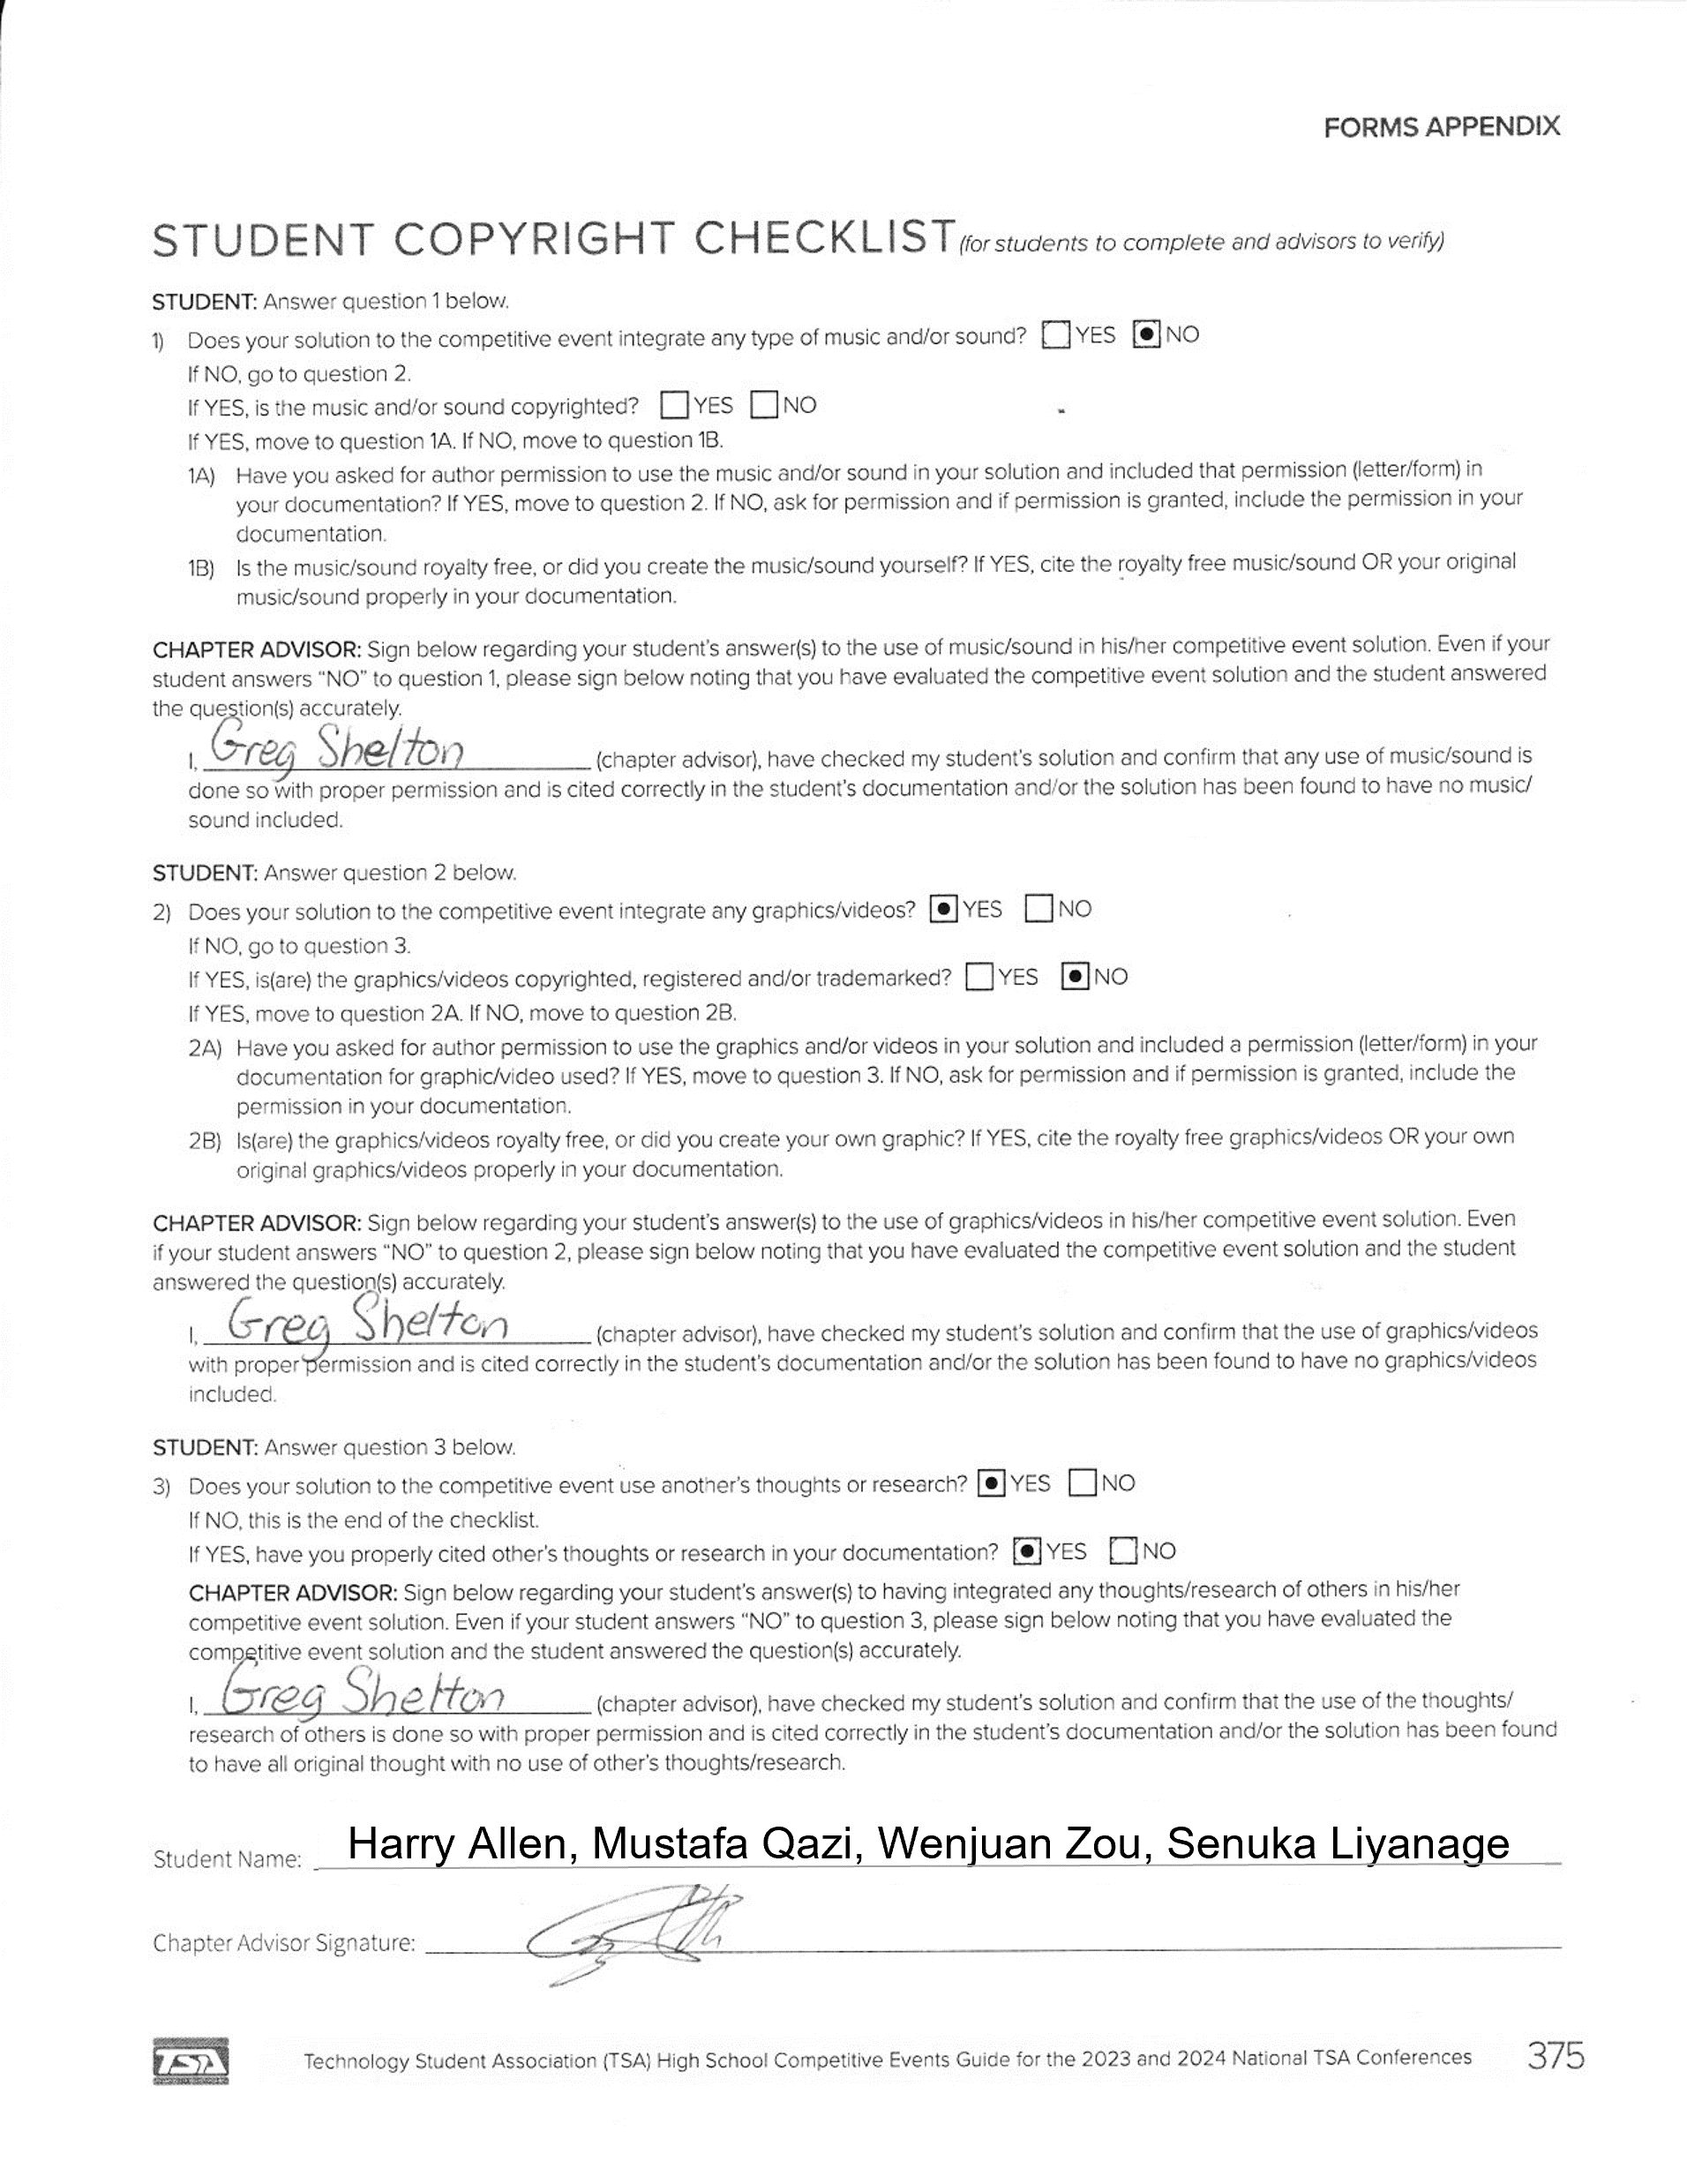 FORMS APPENDIX
STUDENT COPYRIGHT CHECKLIST (for students to complete and advisors to verify)
STUDENT: Answer question 1 below.
1) Does your solution to the competitive event integrate any type of music and/or sound? YES NO
If NO, go to question 2.
If YES, is the music and/or sound copyrighted? YES NO
If YES, move to question 1A. If NO, move to question 1B.
1A) Have you asked for author permission to use the music and/or sound in your solution and included that permission (letter/form) in
your documentation? If YES, move to question 2. If NO, ask for permission and if permission is granted, include the permission in your
documentation.
1B) Is the music/sound royalty free, or did you create the music/sound yourself? If YES, cite the royalty free music/sound OR your original
music/sound properly in your documentation.
CHAPTER ADVISOR: Sign below regarding your student's answer(s) to the use of music/sound in his/her competitive event solution. Even if your
student answers "NO" to question 1, please sign below noting that you have evaluated the competitive event solution and the student answered
the question(s) accurately.
I, Greg Shelton (chapter advisor), have checked my student's solution and confirm that any use of music/sound is
done so with proper permission and is cited correctly in the student's documentation and/or the solution has been found to have no music/
sound included.
STUDENT: Answer question 2 below.
2) Does your solution to the competitive event integrate any graphics/videos? YES NO
If NO, go to question 3.
If YES, is(are) the graphics/videos copyrighted, registered and/or trademarked? YES NO
If YES, move to question 2A. If NO, move to question 2B.
2A) Have you asked for author permission to use the graphics and/or videos in your solution and included a permission (letter/form) in your
documentation for graphic/video used? If YES, move to question 3. If NO, ask for permission and if permission is granted, include the
permission in your documentation.
2B) Is(are) the graphics/videos royalty free, or did you create your own graphic? If YES, cite the royalty free graphics/videos OR your own
original graphics/videos properly in your documentation.
CHAPTER ADVISOR: Sign below regarding your student's answer(s) to the use of graphics/videos in his/her competitive event solution. Even
if your student answers "NO" to question 2, please sign below noting that you have evaluated the competitive event solution and the student
answered the question(s) accurately.
I, Greg Shelton (chapter advisor), have checked my student's solution and confirm that the use of graphics/videos
with proper permission and is cited correctly in the student's documentation and/or the solution has been found to have no graphics/videos
included.
STUDENT: Answer question 3 below.
3) Does your solution to the competitive event use another's thoughts or research? YES NO
If NO, this is the end of the checklist.
If YES, have you properly cited other's thoughts or research in your documentation? YES NO
CHAPTER ADVISOR: Sign below regarding your student's answer(s) to having integrated any thoughts/research of others in his/her
competitive event solution. Even if your student answers "NO" to question 3, please sign below noting that you have evaluated the
competitive event solution and the student answered the question(s) accurately.
I, Greg Shelton (chapter advisor), have checked my student's solution and confirm that the use of the thoughts/
research of others is done so with proper permission and is cited correctly in the student's documentation and/or the solution has been found
to have all original thought with no use of other's thoughts/research.
Student Name: Harry Allen, Mustafa Qazi, Wenjuan Zou, Senuka Liyanage
Chapter Advisor Signature:
TSA Technology Student Association (TSA) High School Competitive Events Guide for the 2023 and 2024 National TSA Conferences 375